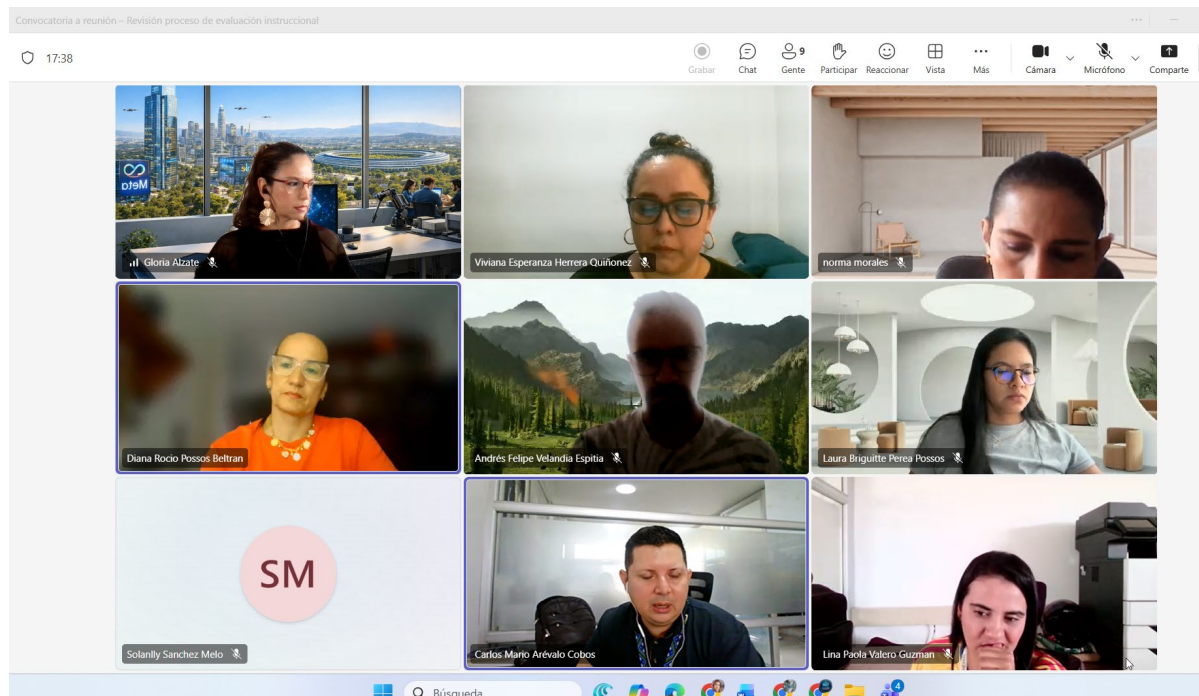 Convocatoria a reunión – Revisión proceso de evaluación instruccional
17:38
Grabar
Chat
9
Gente
Participar
Reaccionar
Vista
Más
Cámara
Micrófono
Comparte
Meta
Gloria Alzate
Viviana Esperanza Herrera Quiñonez
norma morales
Diana Rocio Possos Beltran
Andrés Felipe Velandia Espitia
Laura Briguitte Perea Possos
SM
Solanlly Sanchez Melo
Carlos Mario Arévalo Cobos
Lina Paola Valero Guzman
Búsqueda
4